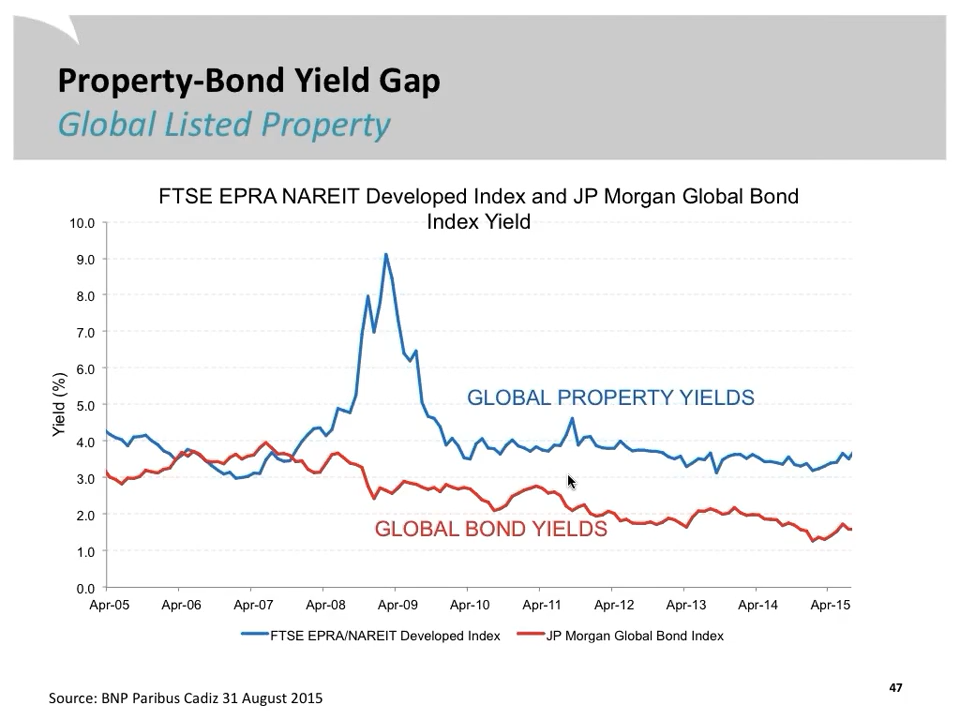 Property-Bond Yield Gap
Global Listed Property
FTSE EPRA NAREIT Developed Index and JP Morgan Global Bond
Index Yield
Yield (%)
10.0
9.0
8.0
7.0
6.0
5.0
4.0
3.0
2.0
1.0
0.0
GLOBAL PROPERTY YIELDS
GLOBAL BOND YIELDS
Apr-05 Apr-06 Apr-07 Apr-08 Apr-09 Apr-10 Apr-11 Apr-12 Apr-13 Apr-14 Apr-15
FTSE EPRA/NAREIT Developed Index JP Morgan Global Bond Index
Source: BNP Paribus Cadiz 31 August 2015
47